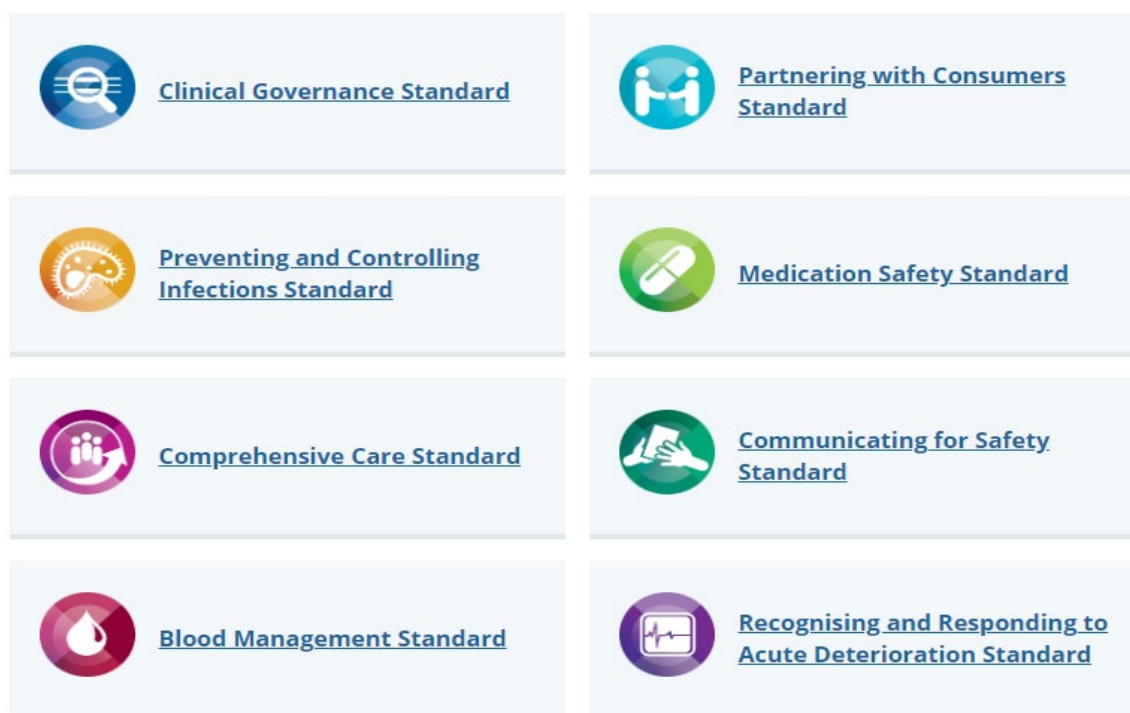 Clinical Governance Standard
Partnering with Consumers
Standard
Preventing and Controlling
Infections Standard
Medication Safety Standard
Comprehensive Care Standard
Communicating for Safety
Standard
Blood Management Standard
Recognising and Responding to
Acute Deterioration Standard